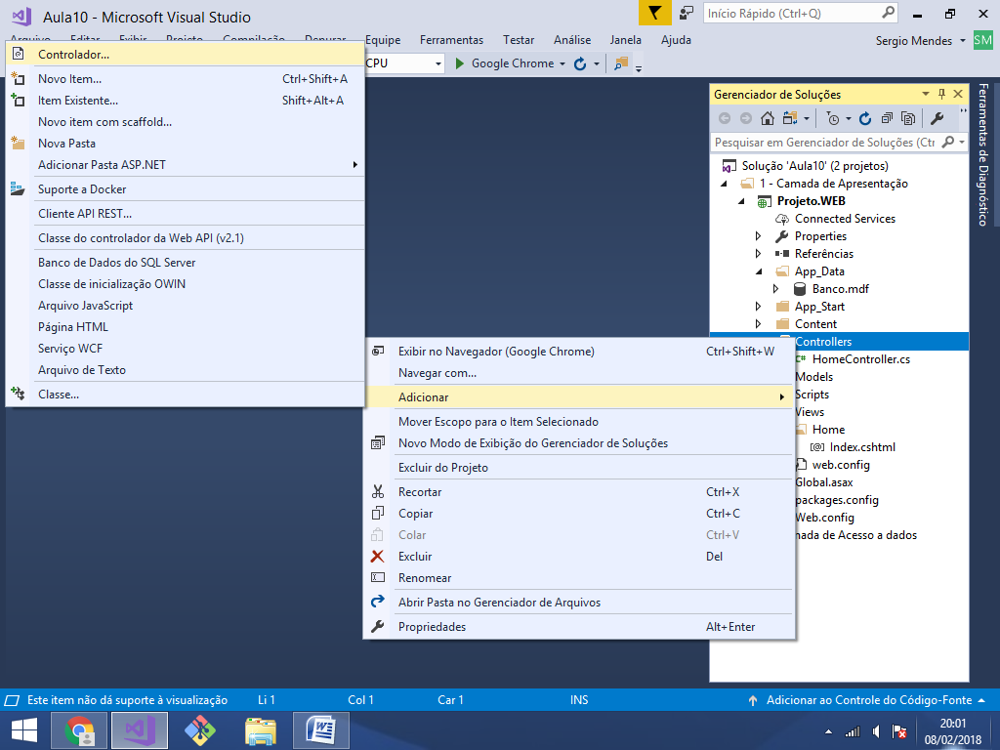 Aula10 - Microsoft Visual Studio
Início Rápido (Ctrl+Q)
Arquivo Editar Exibir Projeto Compilação Depurar Equipe Ferramentas Testar Análise Janela Ajuda
Sergio Mendes SM
CPU Google Chrome
Controlador...
Novo Item... Ctrl+Shift+A
Item Existente... Shift+Alt+A
Novo item com scaffold...
Nova Pasta
Adicionar Pasta ASP.NET
Suporte a Docker
Cliente API REST...
Classe do controlador da Web API (v2.1)
Banco de Dados do SQL Server
Classe de inicialização OWIN
Arquivo JavaScript
Página HTML
Serviço WCF
Arquivo de Texto
Classe...
Exibir no Navegador (Google Chrome) Ctrl+Shift+W
Navegar com...
Adicionar
Mover Escopo para o Item Selecionado
Novo Modo de Exibição do Gerenciador de Soluções
Excluir do Projeto
Recortar Ctrl+X
Copiar Ctrl+C
Colar Ctrl+V
Excluir Del
Renomear
Abrir Pasta no Gerenciador de Arquivos
Propriedades Alt+Enter
Gerenciador de Soluções
Pesquisar em Gerenciador de Soluções (Ctr
Solução 'Aula10' (2 projetos)
1 - Camada de Apresentação
Projeto.WEB
Connected Services
Properties
Referências
App_Data
Banco.mdf
App_Start
Content
Controllers
C# HomeController.cs
Models
Scripts
Views
Home
[@] Index.cshtml
web.config
Global.asax
packages.config
Web.config
nada de Acesso a dados
Ferramentas de Diagnóstico
Este item não dá suporte à visualização Li 1 Col 1 Car 1 INS Adicionar ao Controle do Código-Fonte
20:01
08/02/2018